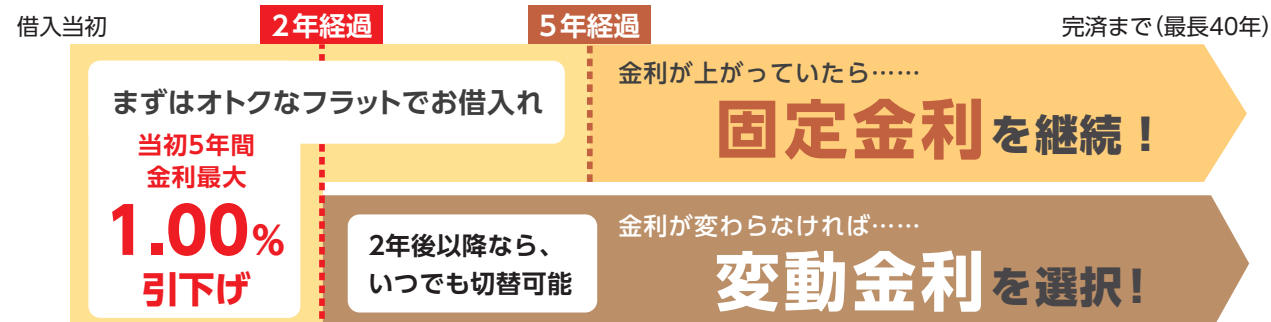 借入当初
2年経過
5年経過
完済まで(最長40年)
まずはオトクなフラットでお借入れ
当初5年間
金利最大
1.00%
引下げ
金利が上がっていたら……
固定金利を継続！
2年後以降なら、
いつでも切替可能
金利が変わらなければ……
変動金利を選択！